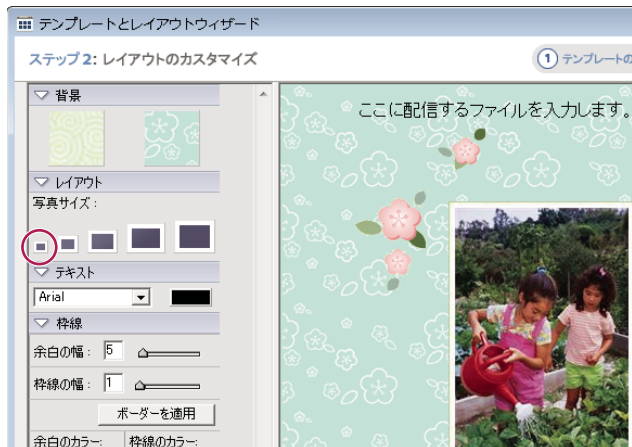 テンプレートとレイアウトウィザード
ステップ2: レイアウトのカスタマイズ
1 テンプレートの
背景
レイアウト
写真サイズ:
テキスト
Arial
枠線
余白の幅: 5
枠線の幅: 1
ボーダーを適用
余白のカラー: 枠線のカラー:
ここに配信するファイルを入力します。